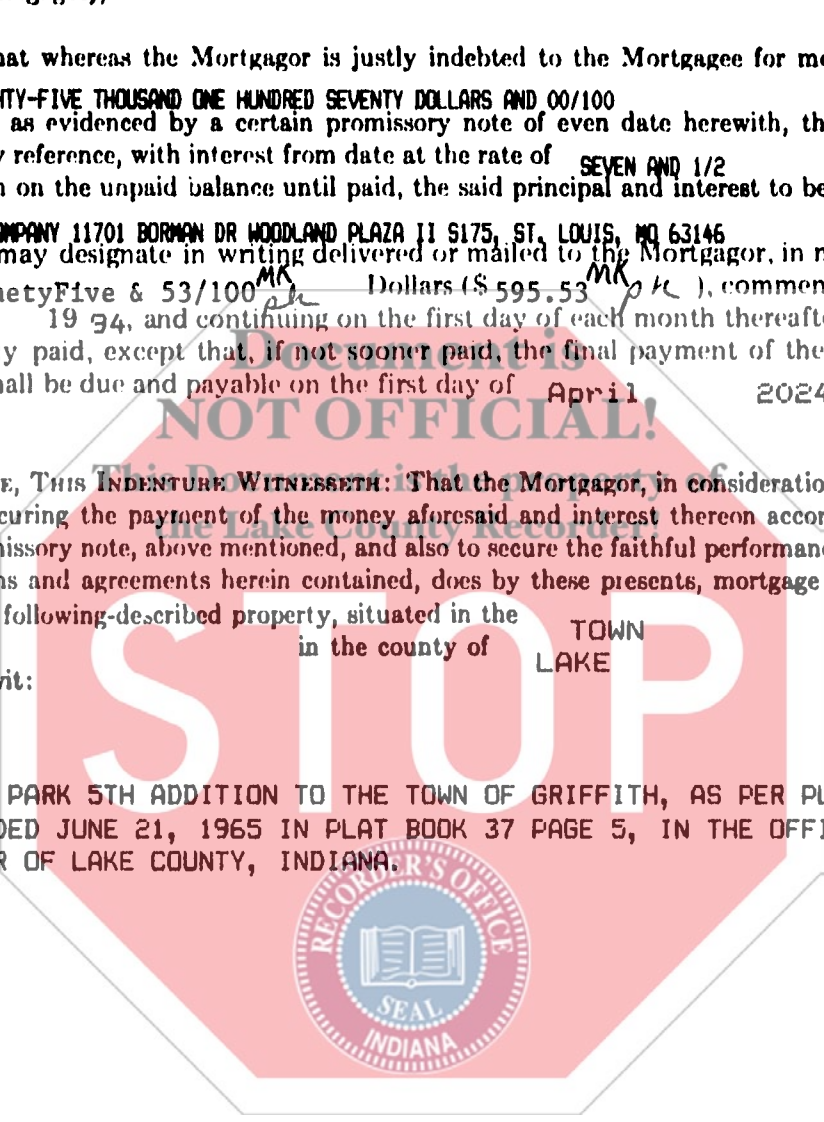 at whereas the Mortgagor is justly indebted to the Mortgagee for mo
TY-FIVE THOUSAND ONE HUNDRED SEVENTY DOLLARS AND 00/100
as evidenced by a certain promissory note of even date herewith, th
y reference, with interest from date at the rate of SEVEN AND 1/2
n on the unpaid balance until paid, the said principal and interest to be
MPANY 11701 BORMAN DR WOODLAND PLAZA II S175, ST. LOUIS, MO 63146
may designate in writing delivered or mailed to the Mortgagor, in m
netyFive & 53/100 MK Dollars ($ 595.53 MK ), commen
19 94, and continuing on the first day of each month thereafte
y paid, except that, if not sooner paid, the final payment of the
all be due and payable on the first day of April 2024
Document is
NOT OFFICIAL!
This Document is the property of
the Lake County Recorder!
E, THIS INDENTURE WITNESSETH: That the Mortgagor, in consideratio
curing the payment of the money aforesaid and interest thereon accor
issory note, above mentioned, and also to secure the faithful performan
ns and agreements herein contained, does by these presents, mortgage
following-described property, situated in the TOWN
in the county of LAKE
it:
STOP
PARK 5TH ADDITION TO THE TOWN OF GRIFFITH, AS PER PL
DED JUNE 21, 1965 IN PLAT BOOK 37 PAGE 5, IN THE OFFI
R OF LAKE COUNTY, INDIANA.
RECORDER'S OFFICE
SEAL
INDIANA